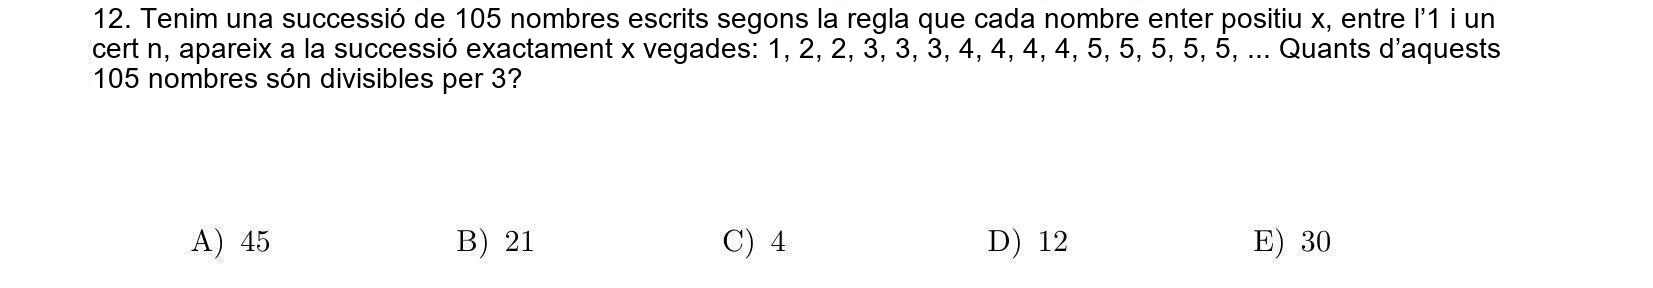 12. Tenim una successió de 105 nombres escrits segons la regla que cada nombre enter positiu x, entre l’1 i un
cert n, apareix a la successió exactament x vegades: 1, 2, 2, 3, 3, 3, 4, 4, 4, 4, 5, 5, 5, 5, 5, ... Quants d’aquests
105 nombres són divisibles per 3?
A) 45 B) 21 C) 4 D) 12 E) 30